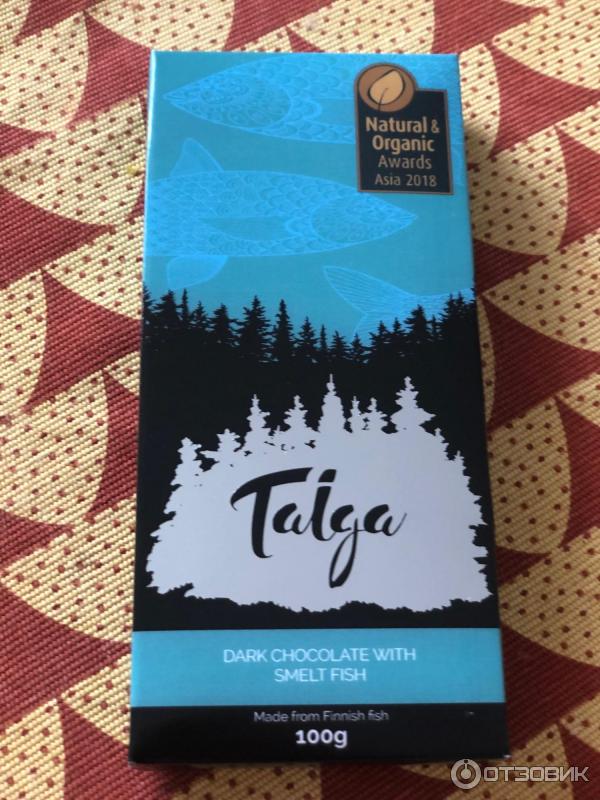 Natural &
Organic
Awards
Asia 2018
Taiga
DARK CHOCOLATE WITH
SMELT FISH
Made from Finnish fish
100g
ОТЗОВИК